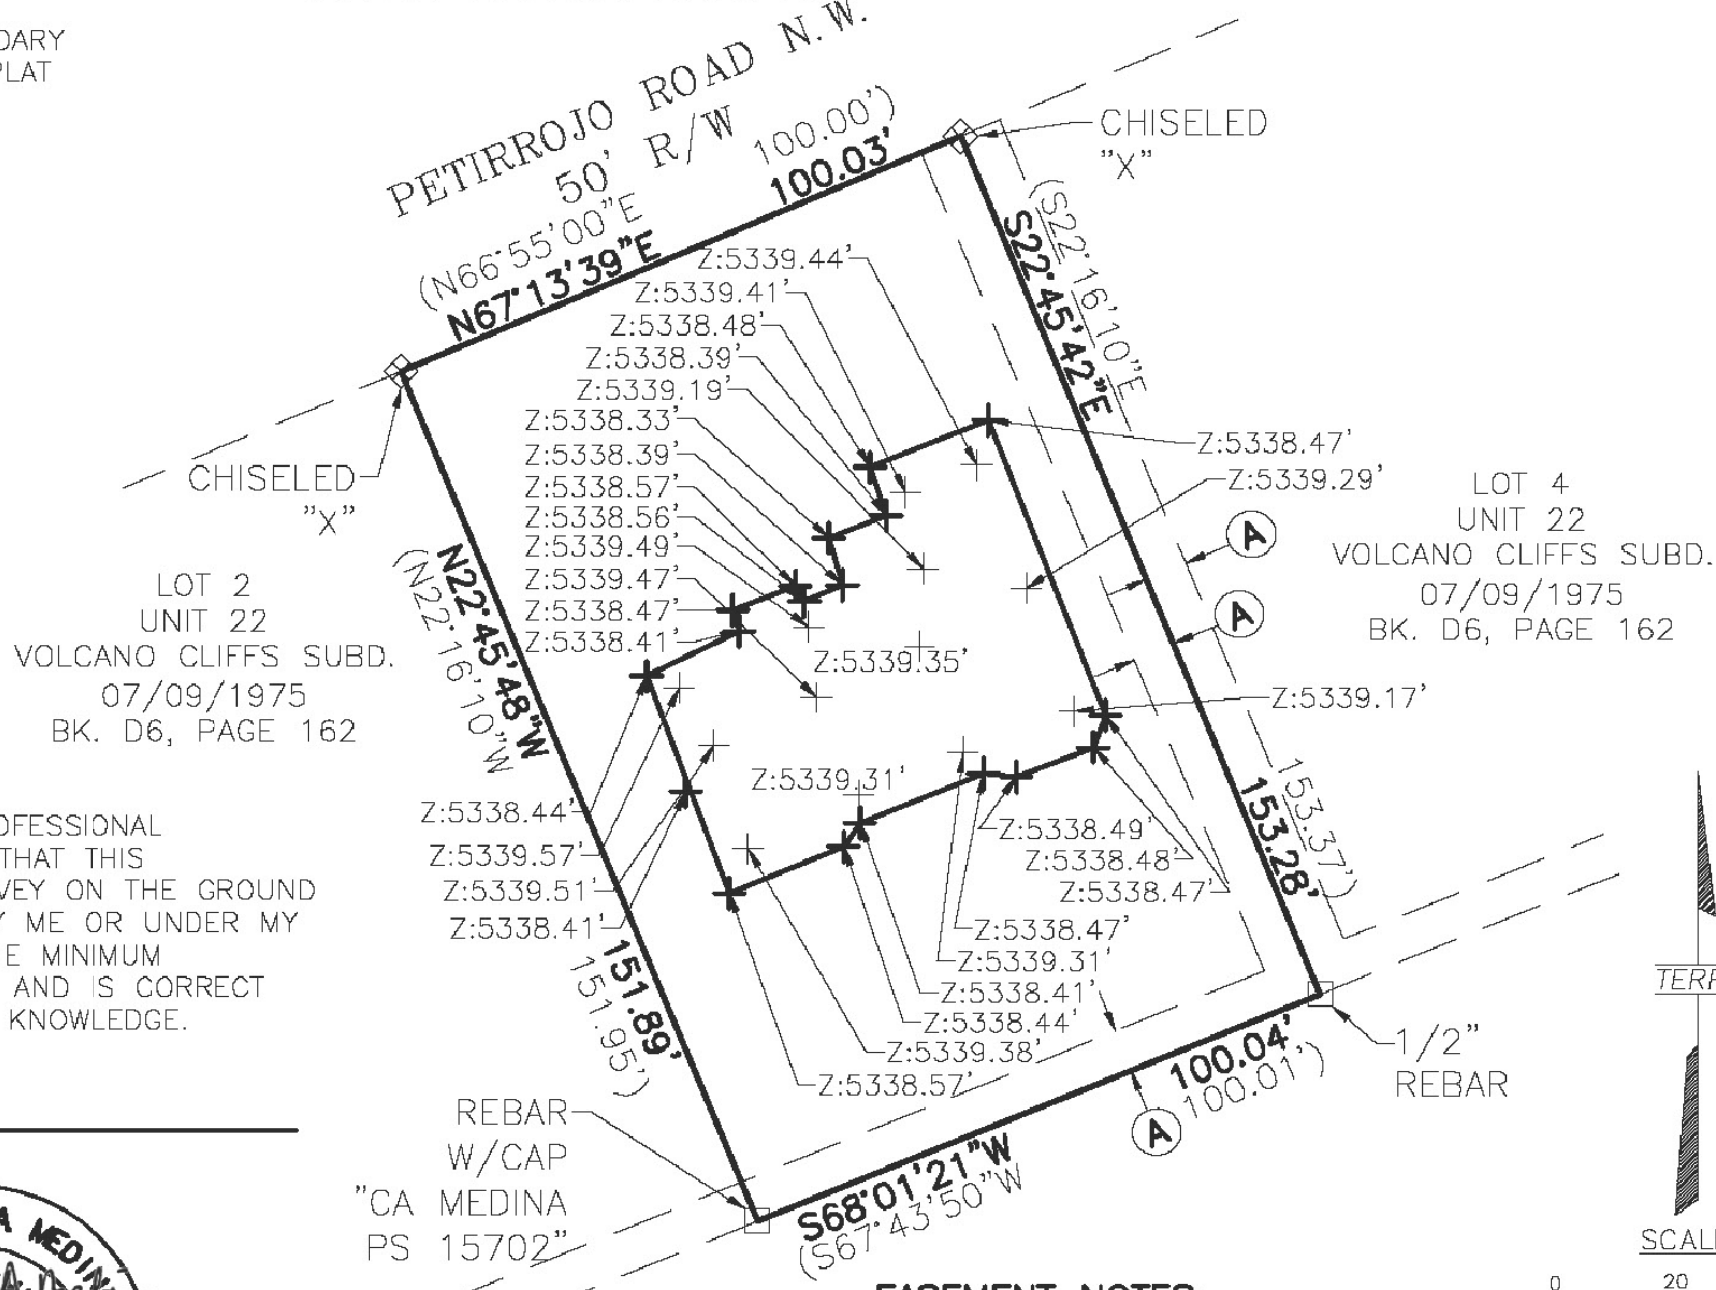 DARY
PLAT
PETIRROJO ROAD N.W.
50' R/W
(N66°55'00"E 100.00')
N67°13'39"E 100.03'
CHISELED
"X"
(S22°16'10"E 153.37')
S22°45'42"E 153.28'
Z:5339.44'
Z:5339.41'
Z:5338.48'
Z:5338.39'
Z:5339.19'
Z:5338.33'
Z:5338.39'
Z:5338.57'
Z:5338.56'
Z:5339.49'
Z:5339.47'
Z:5338.47'
Z:5338.41'
Z:5338.47'
Z:5339.29'
CHISELED
"X"
LOT 4
UNIT 22
VOLCANO CLIFFS SUBD.
07/09/1975
BK. D6, PAGE 162
A
A
LOT 2
UNIT 22
VOLCANO CLIFFS SUBD.
07/09/1975
BK. D6, PAGE 162
N22°45'48"W 151.89'
(N22°16'10"W 151.95')
Z:5339.35'
Z:5339.17'
Z:5339.31'
Z:5338.44'
Z:5339.57'
Z:5339.51'
Z:5338.41'
Z:5338.49'
Z:5338.48'
Z:5338.47'
Z:5338.47'
Z:5339.31'
Z:5338.41'
Z:5338.44'
Z:5339.38'
Z:5338.57'
OFESSIONAL
THAT THIS
VEY ON THE GROUND
Y ME OR UNDER MY
E MINIMUM
AND IS CORRECT
KNOWLEDGE.
1/2"
REBAR
REBAR
W/CAP
"CA MEDINA
PS 15702"
S68°01'21"W 100.04'
(S67°43'50"W 100.01')
A
TERR
SCALE
0 20
A MEDINA
EASEMENT NOTES